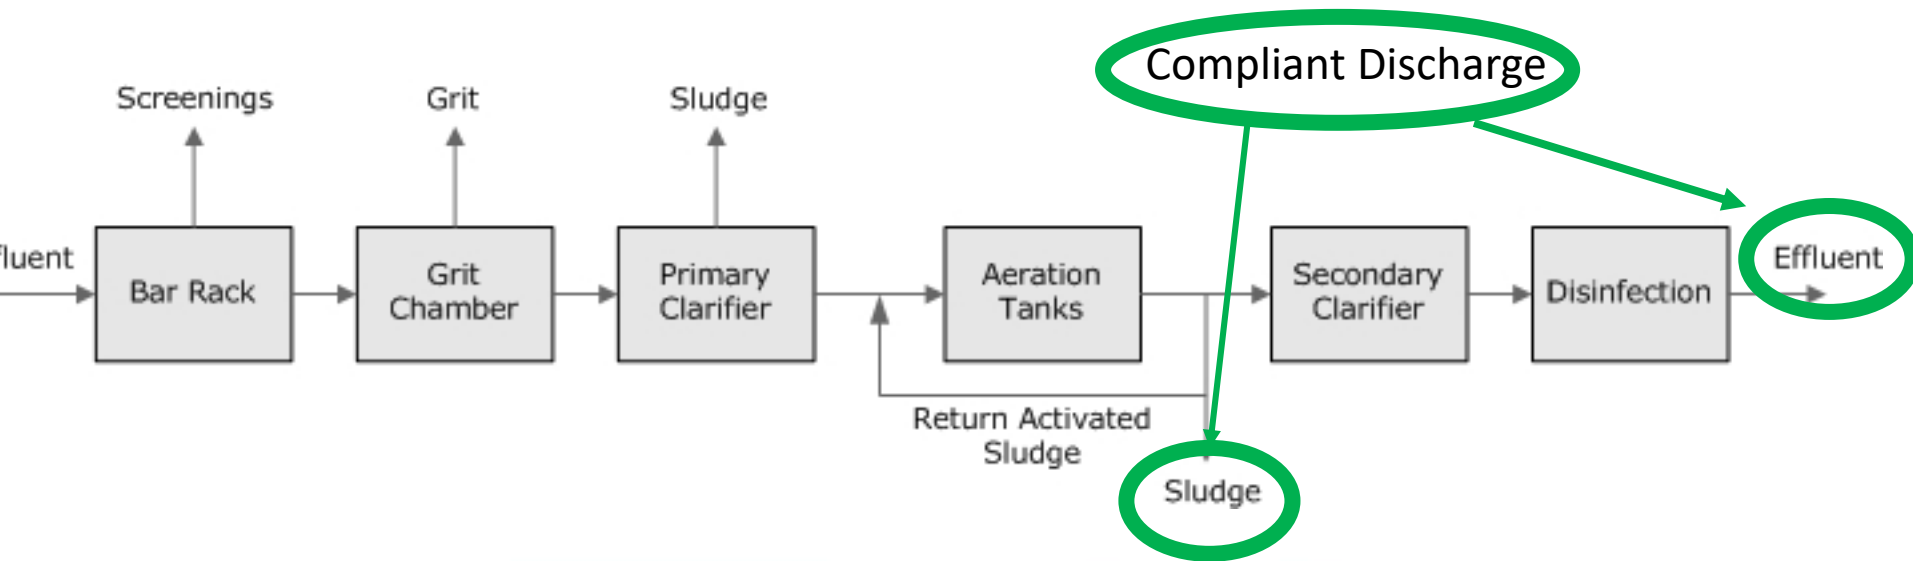 Compliant Discharge
Screenings
Grit
Sludge
fluent
Bar Rack
Grit
Chamber
Primary
Clarifier
Aeration
Tanks
Secondary
Clarifier
Disinfection
Effluent
Return Activated
Sludge
Sludge